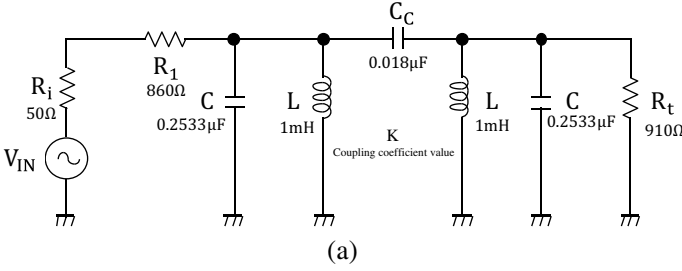 C_C
0.018μF
R_i
50Ω
R_1
860Ω
C
0.2533μF
L
1mH
K
Coupling coefficient value
L
1mH
C
0.2533μF
R_t
910Ω
V_IN
(a)